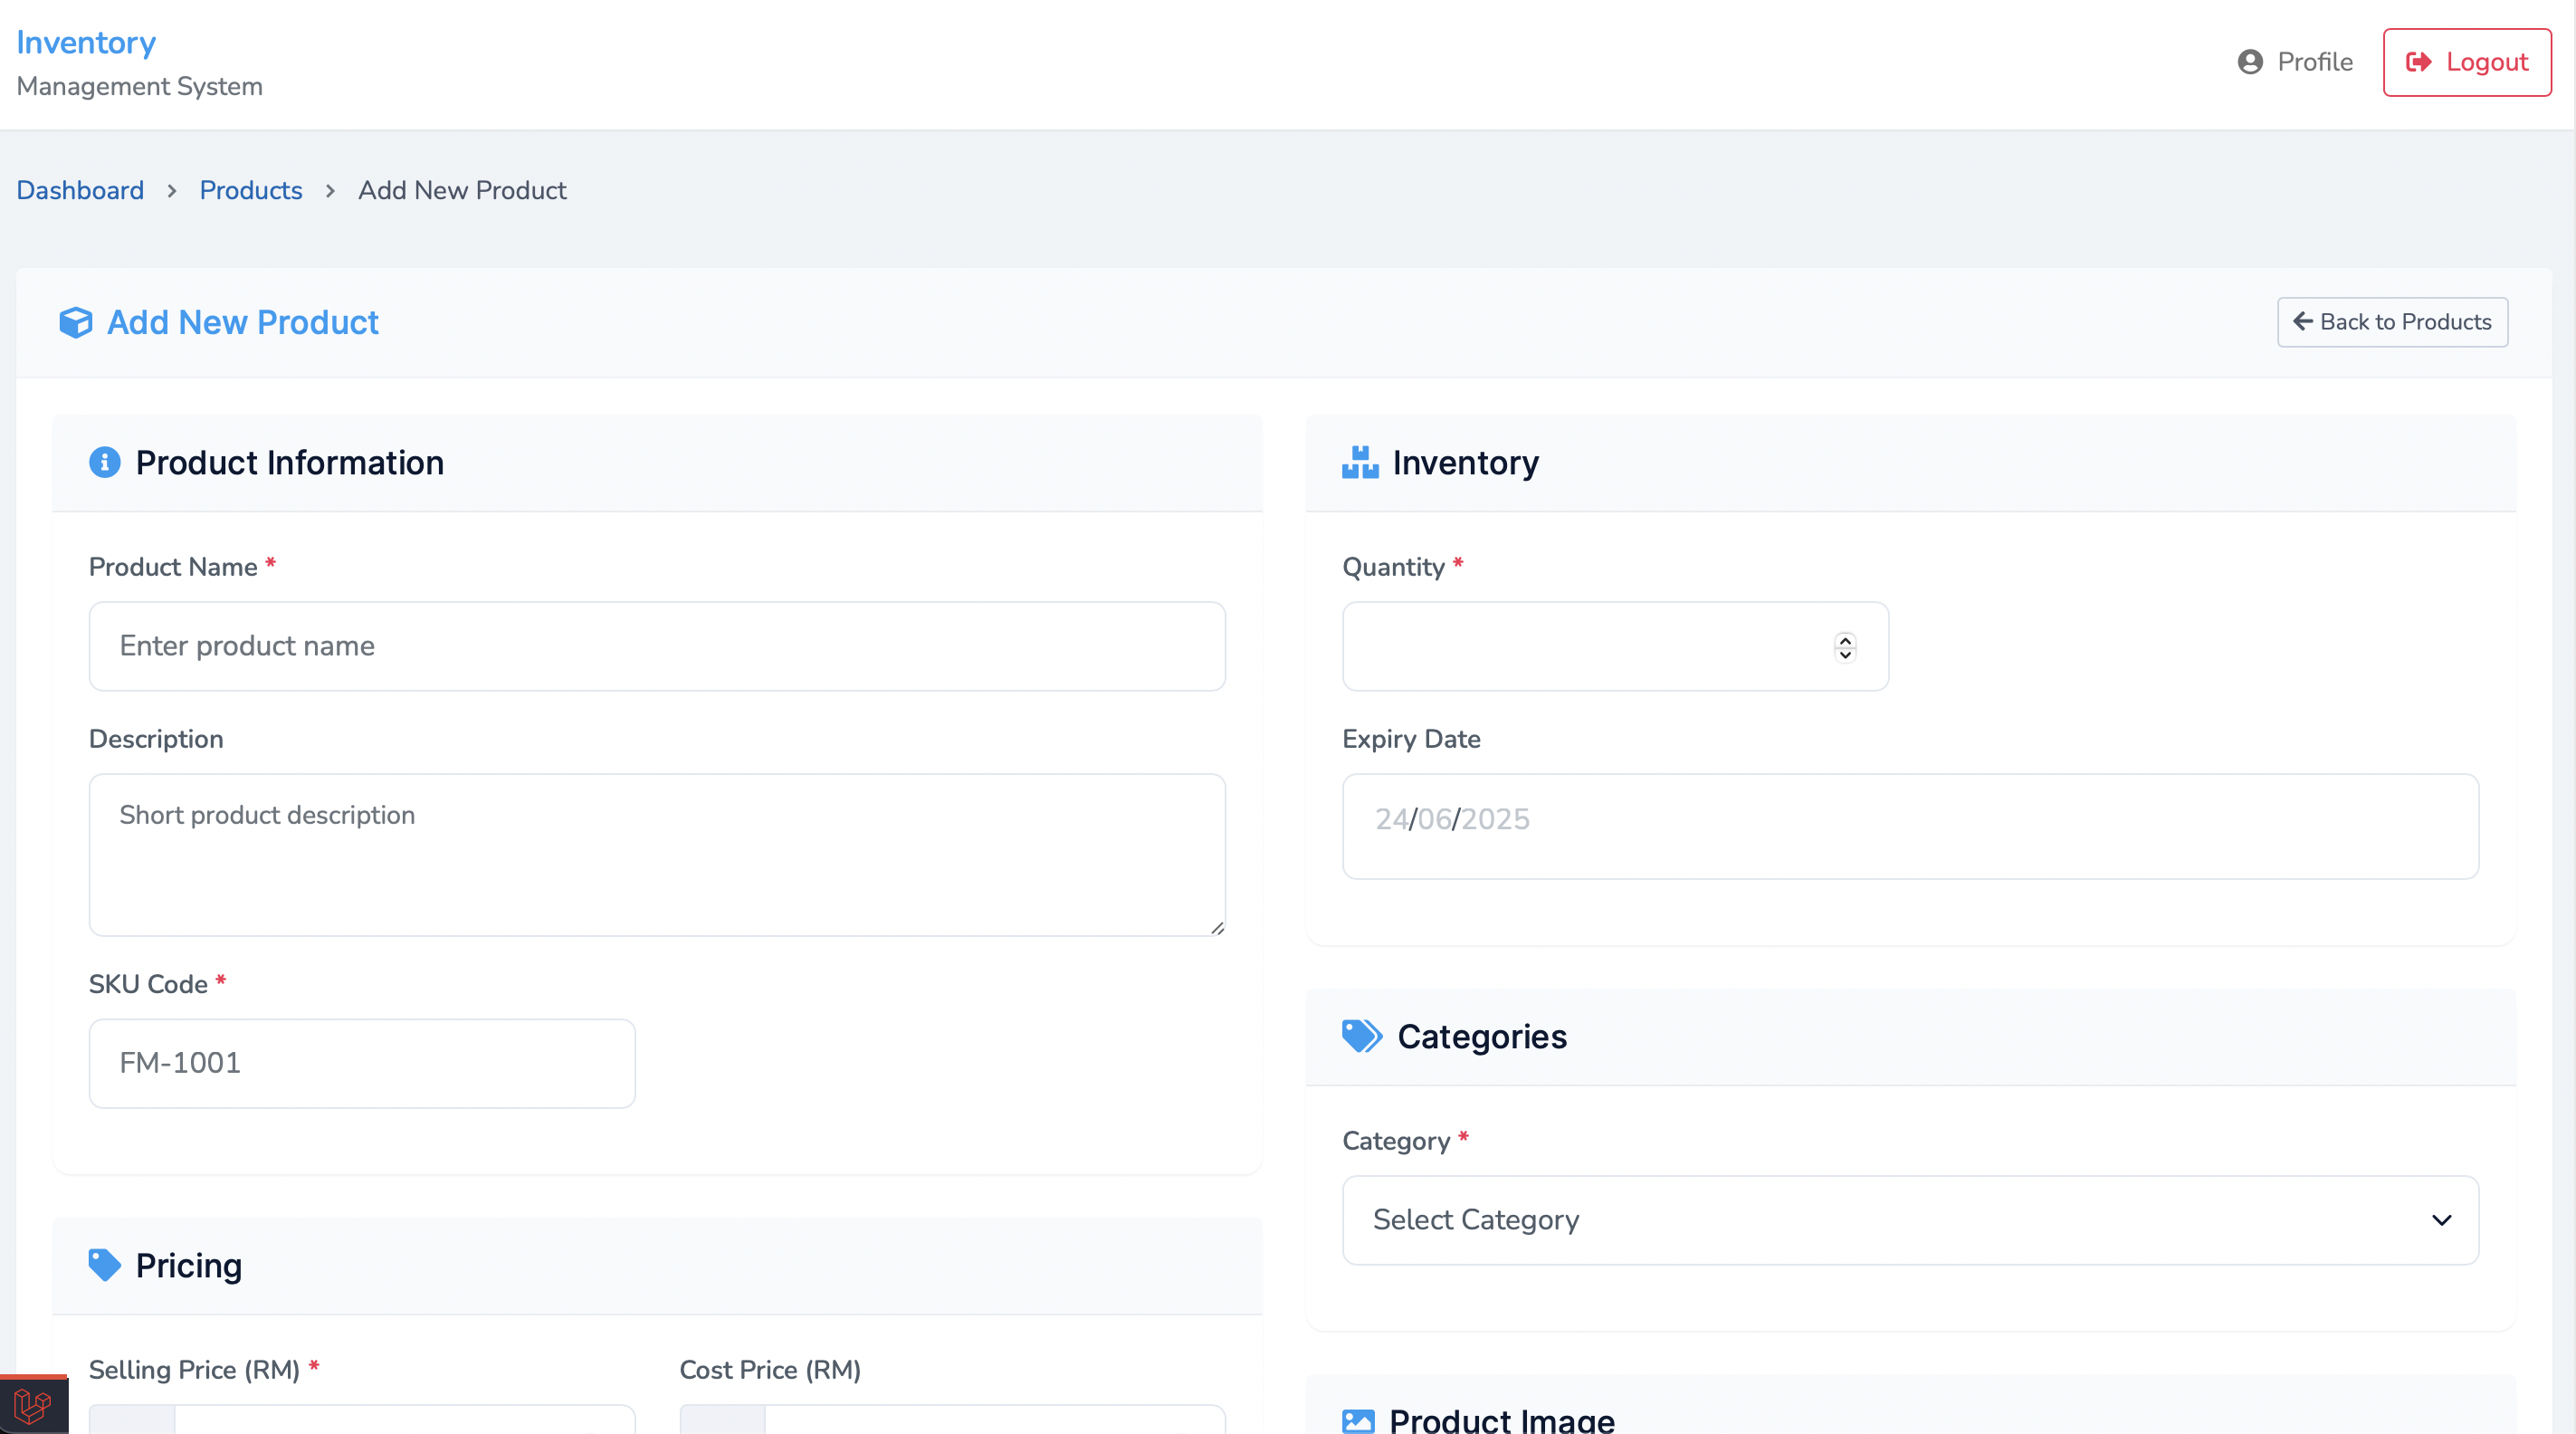 Inventory
Management System
Profile
Logout
Dashboard > Products > Add New Product
Add New Product
Back to Products
Product Information
Product Name *
Enter product name
Description
Short product description
SKU Code *
FM-1001
Pricing
Selling Price (RM) *
Cost Price (RM)
Inventory
Quantity *
Expiry Date
24/06/2025
Categories
Category *
Select Category
Product Image